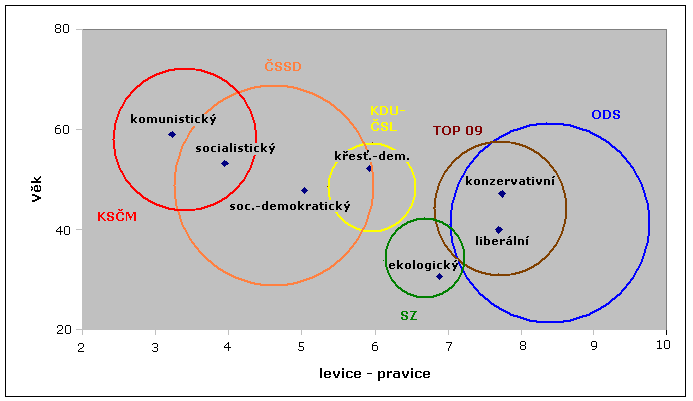 80
ČSSD
KDU-
ČSL
ODS
komunistický
60
TOP 09
socialistický
křesť.-dem.
konzervativní
Věk
soc.-demokratický
KSČM
40
liberální
ekologický
SZ
20
2
3
4
5
6
7
8
9
10
levice - pravice